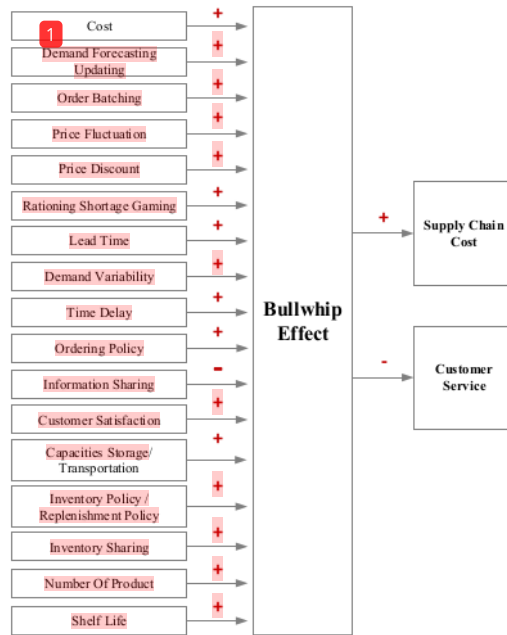 1
Cost
+
Demand Forecasting
Updating
+
Order Batching
+
Price Fluctuation
+
Price Discount
+
Rationing Shortage Gaming
+
Lead Time
+
Demand Variability
+
Time Delay
+
Ordering Policy
+
Information Sharing
-
Customer Satisfaction
+
Capacities Storage/
Transportation
+
Inventory Policy /
Replenishment Policy
+
Inventory Sharing
+
Number Of Product
+
Shelf Life
+
Bullwhip
Effect
+
Supply Chain
Cost
-
Customer
Service